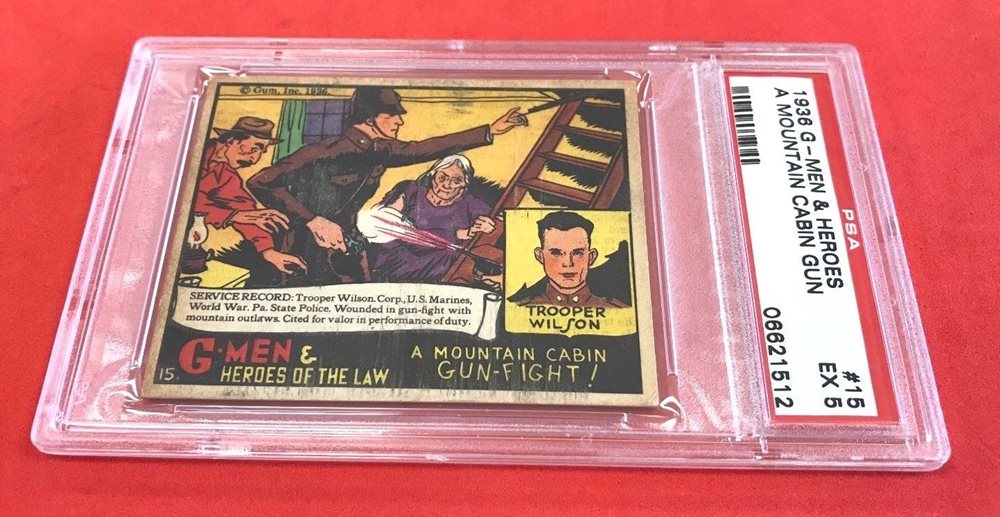 © Gum, Inc. 1936.
SERVICE RECORD: Trooper Wilson. Corp., U.S. Marines,
World War. Pa. State Police. Wounded in gun-fight with
mountain outlaws. Cited for valor in performance of duty.
TROOPER
WILSON
G-MEN &
HEROES OF THE LAW
15
A MOUNTAIN CABIN
GUN-FIGHT!
PSA
1936 G-MEN & HEROES #15
A MOUNTAIN CABIN GUN EX 5
06621512